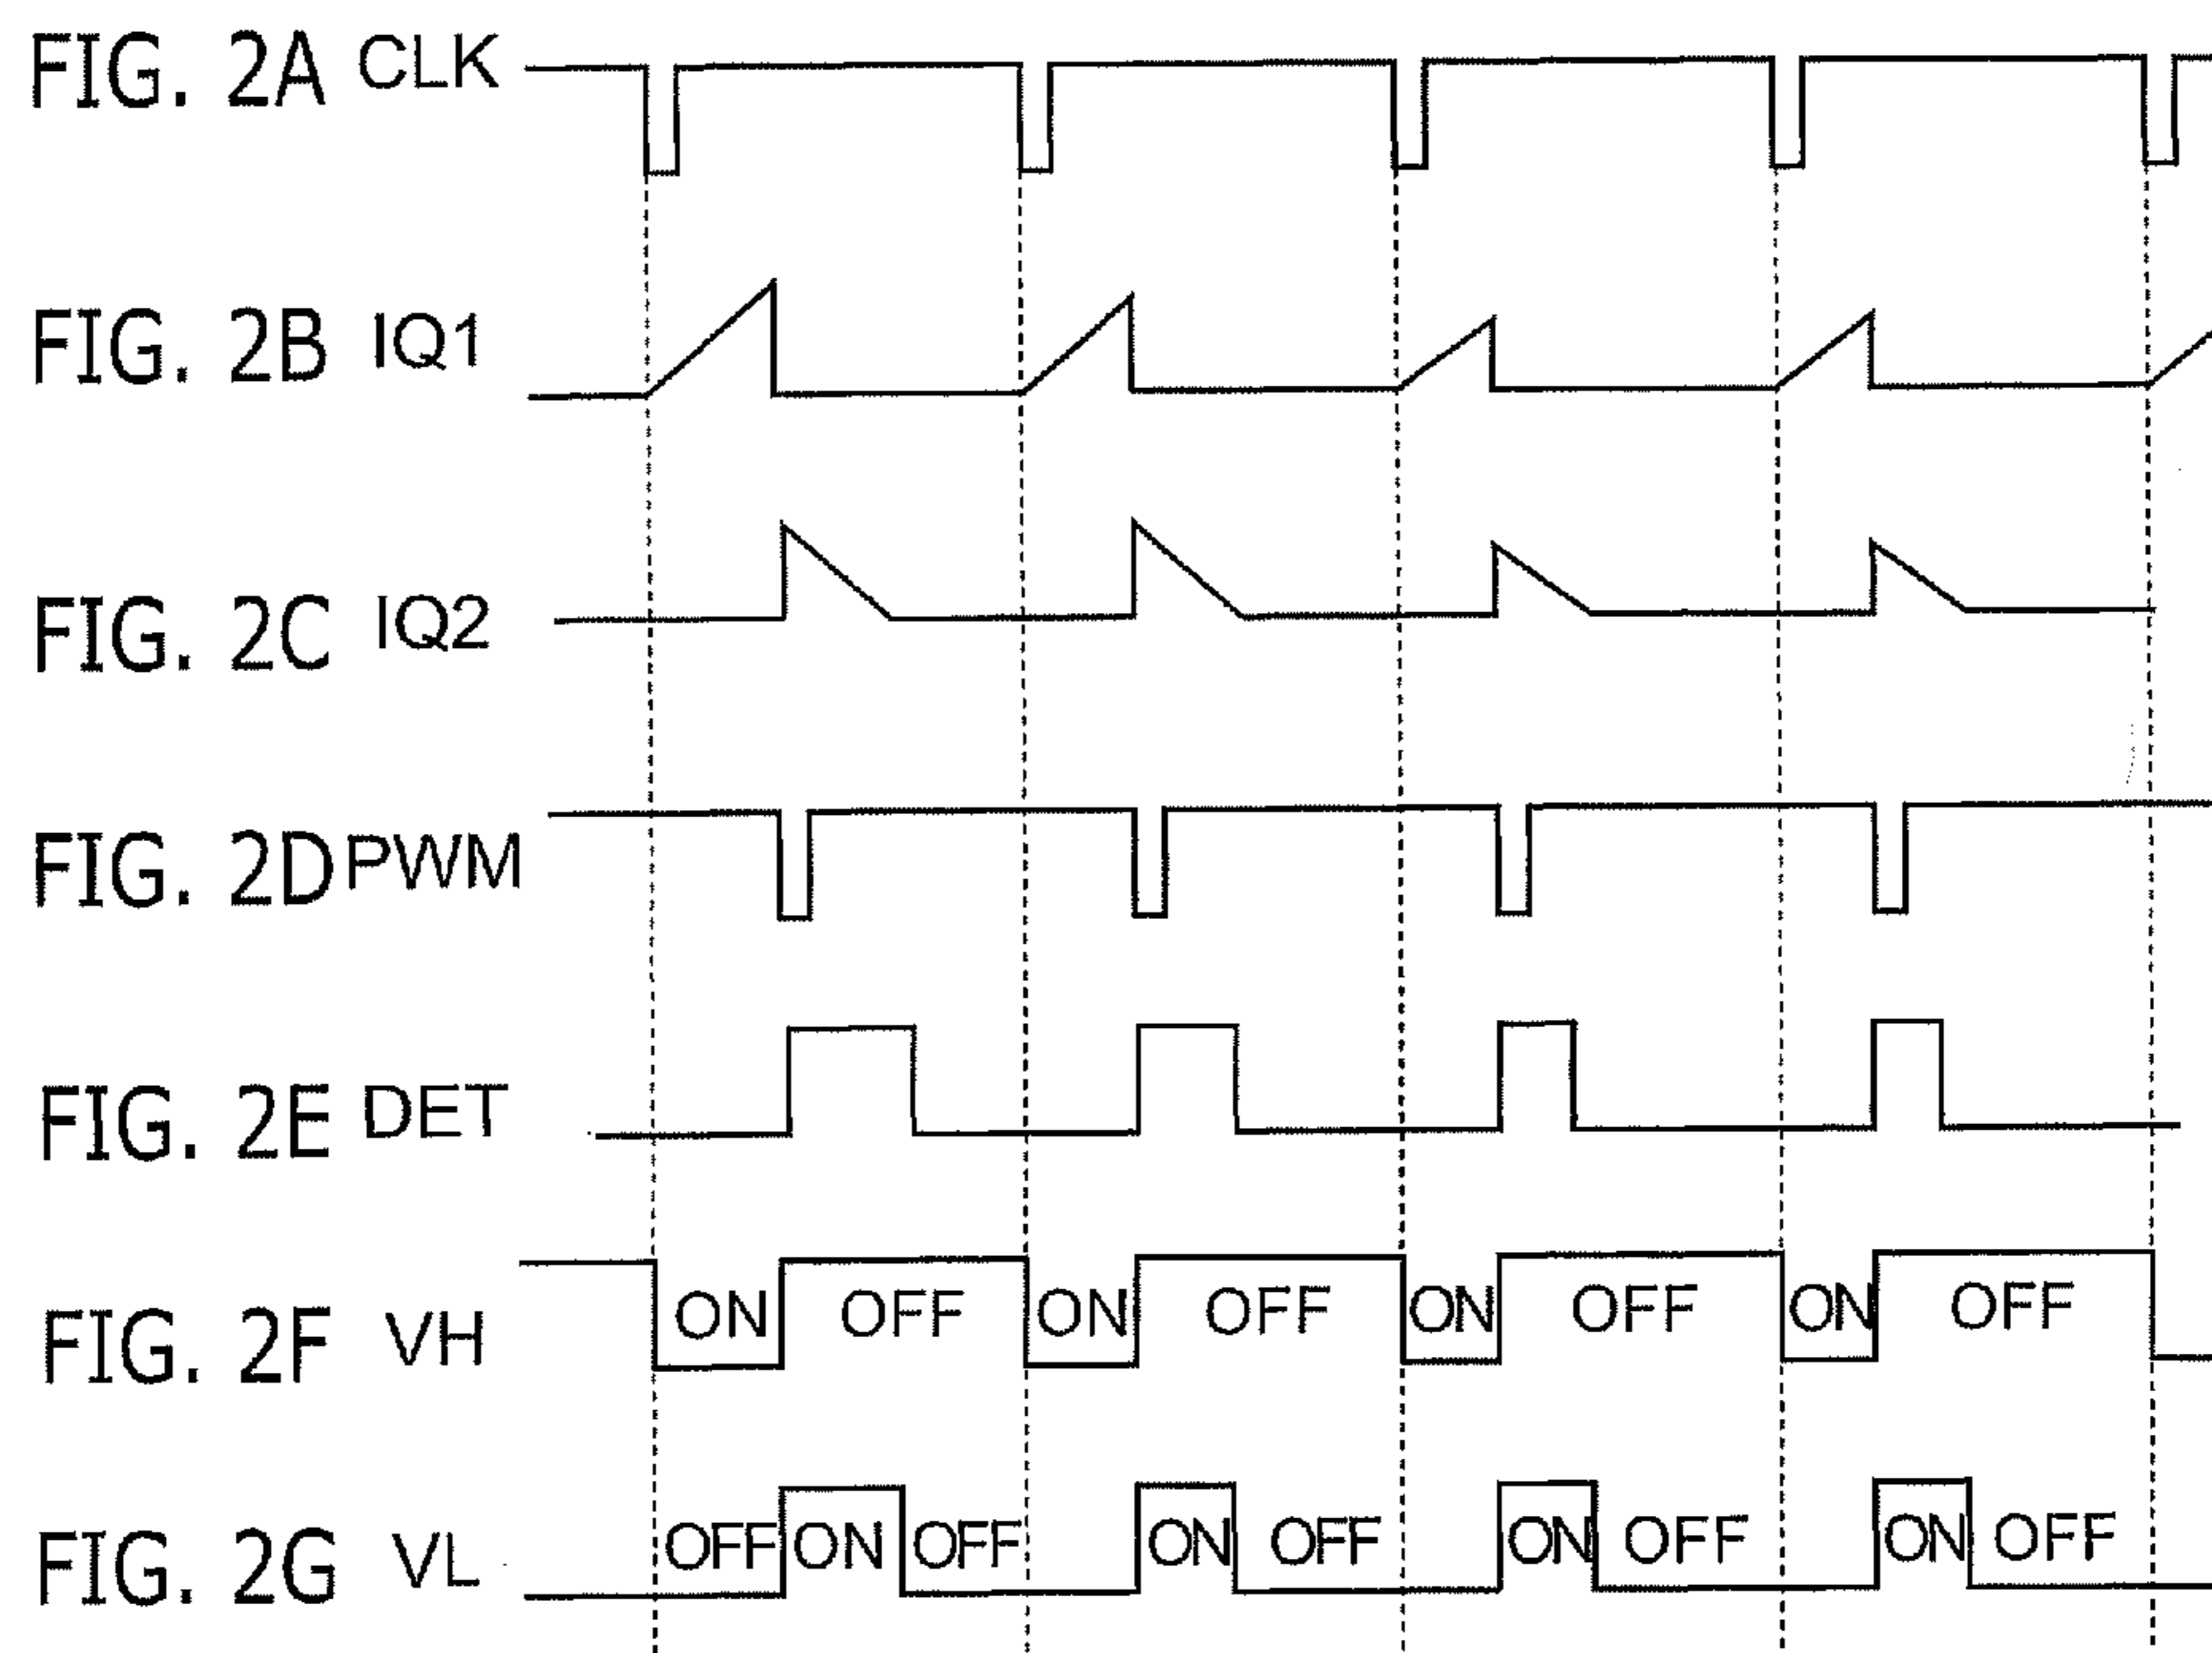 FIG. 2A CLK
FIG. 2B IQ1
FIG. 2C IQ2
FIG. 2D PWM
FIG. 2E DET
FIG. 2F VH ON OFF ON OFF ON OFF ON OFF
FIG. 2G VL OFF ON OFF ON OFF ON OFF ON OFF